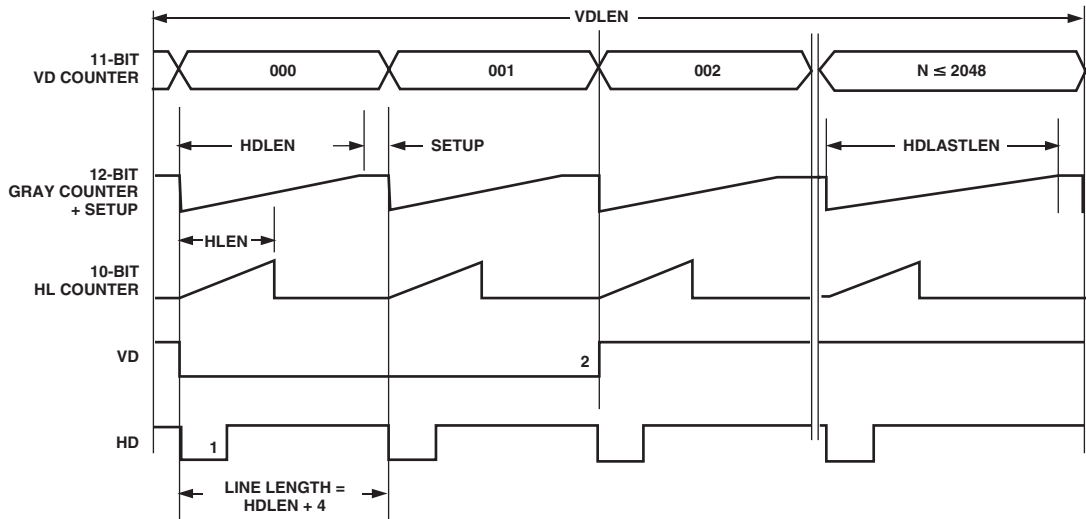 VDLEN
11-BIT
VD COUNTER
000
001
002
N ≤ 2048
HDLEN
SETUP
HDLASTLEN
12-BIT
GRAY COUNTER
+ SETUP
HLEN
10-BIT
HL COUNTER
VD
2
HD
1
LINE LENGTH =
HDLEN + 4